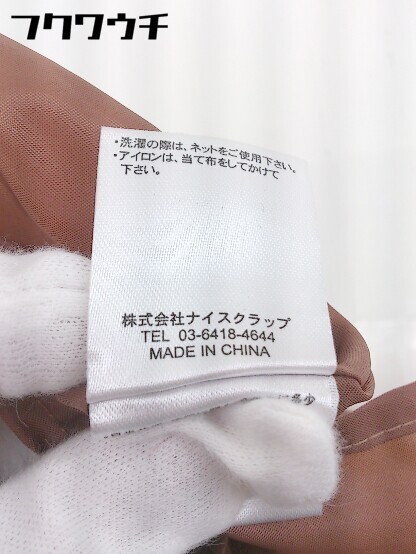 フクワウチ
・洗濯の際は、ネットをご使用下さい。
・アイロンは、当て布をしてかけて
下さい。
株式会社ナイスクラップ
TEL 03-6418-4644
MADE IN CHINA